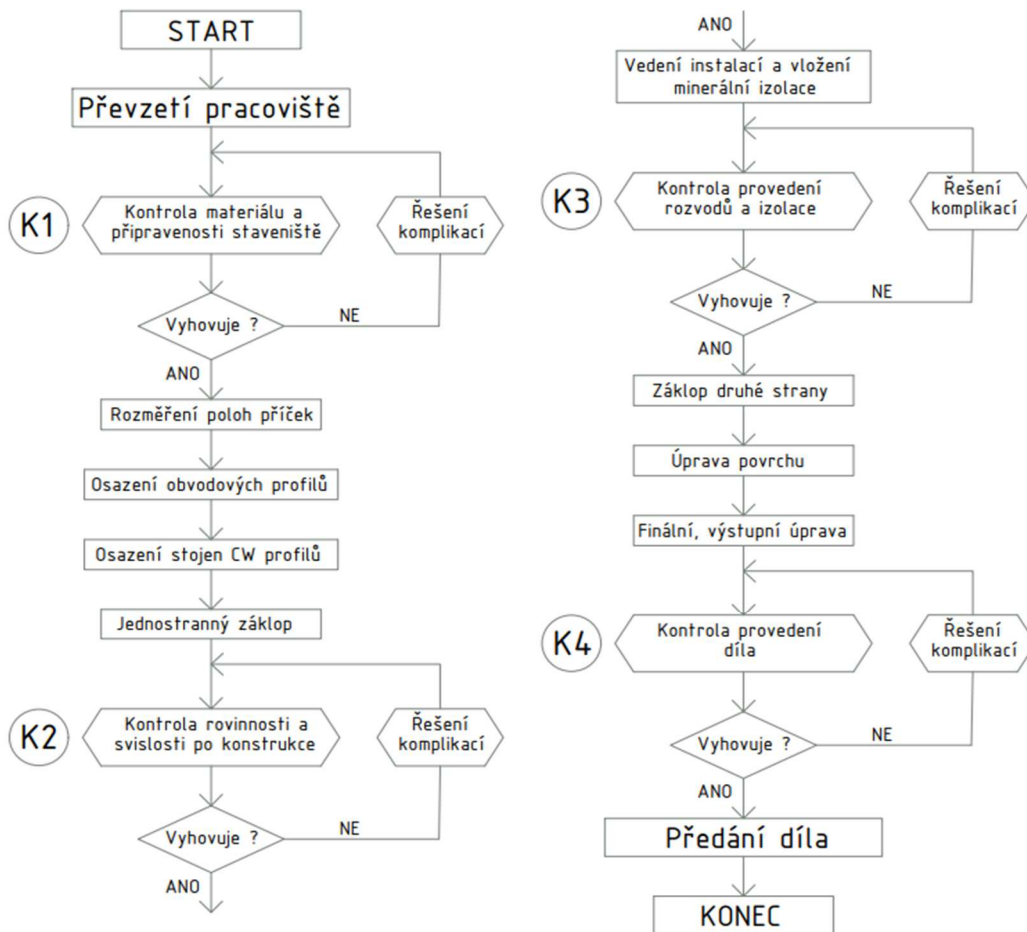 START
Převzetí pracoviště
K1
Kontrola materiálu a
připravenosti staveniště
Řešení
komplikací
Vyhovuje ?
NE
ANO
Rozměření poloh příček
Osazení obvodových profilů
Osazení stojen CW profilů
Jednostranný záklop
K2
Kontrola rovinnosti a
svislosti po konstrukce
Řešení
komplikací
Vyhovuje ?
NE
ANO
ANO
Vedení instalací a vložení
minerální izolace
K3
Kontrola provedení
rozvodů a izolace
Řešení
komplikací
Vyhovuje ?
NE
ANO
Záklop druhé strany
Úprava povrchu
Finální, výstupní úprava
K4
Kontrola provedení
díla
Řešení
komplikací
Vyhovuje ?
NE
ANO
Předání díla
KONEC